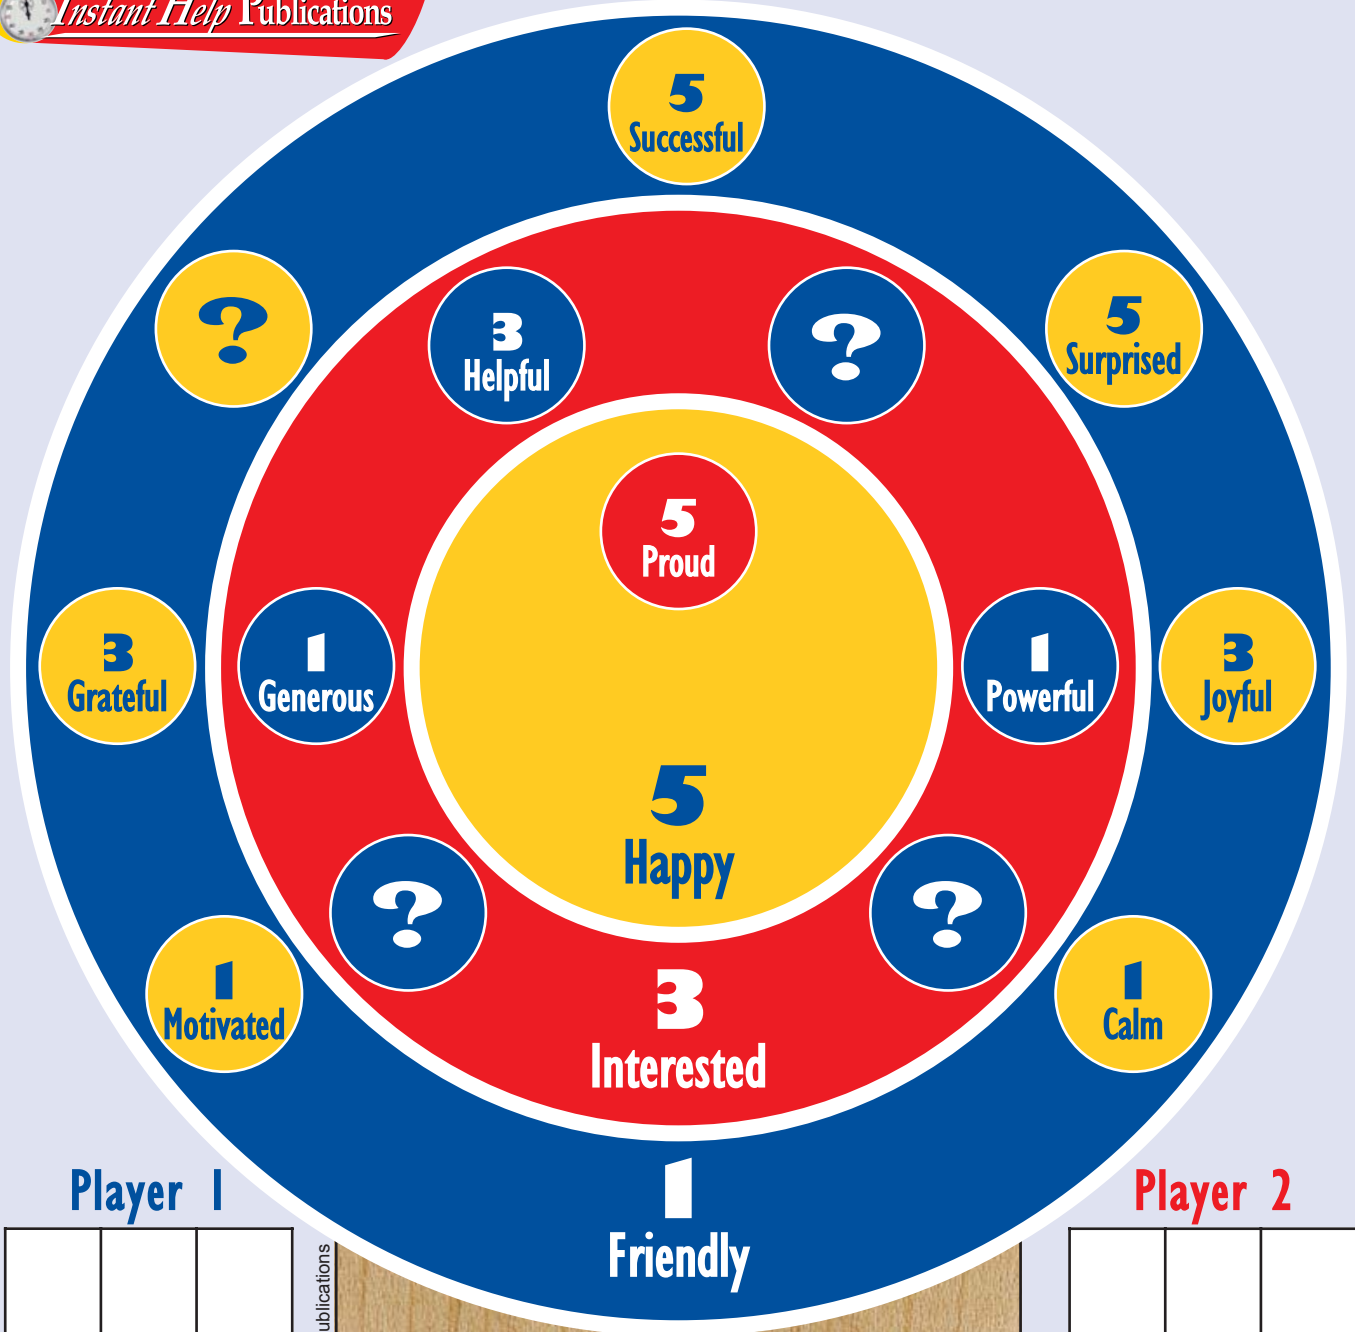 Instant Help Publications
5
Successful
?
3
Helpful
?
5
Surprised
5
Proud
3
Grateful
1
Generous
1
Powerful
3
Joyful
5
Happy
?
?
1
Motivated
3
Interested
1
Calm
Player 1
1
Friendly
Player 2